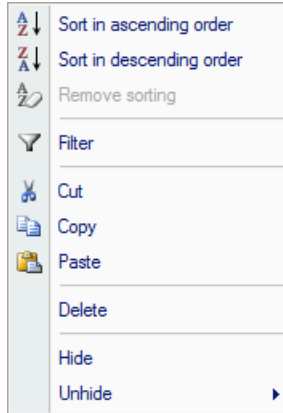 Sort in ascending order
Sort in descending order
Remove sorting
Filter
Cut
Copy
Paste
Delete
Hide
Unhide